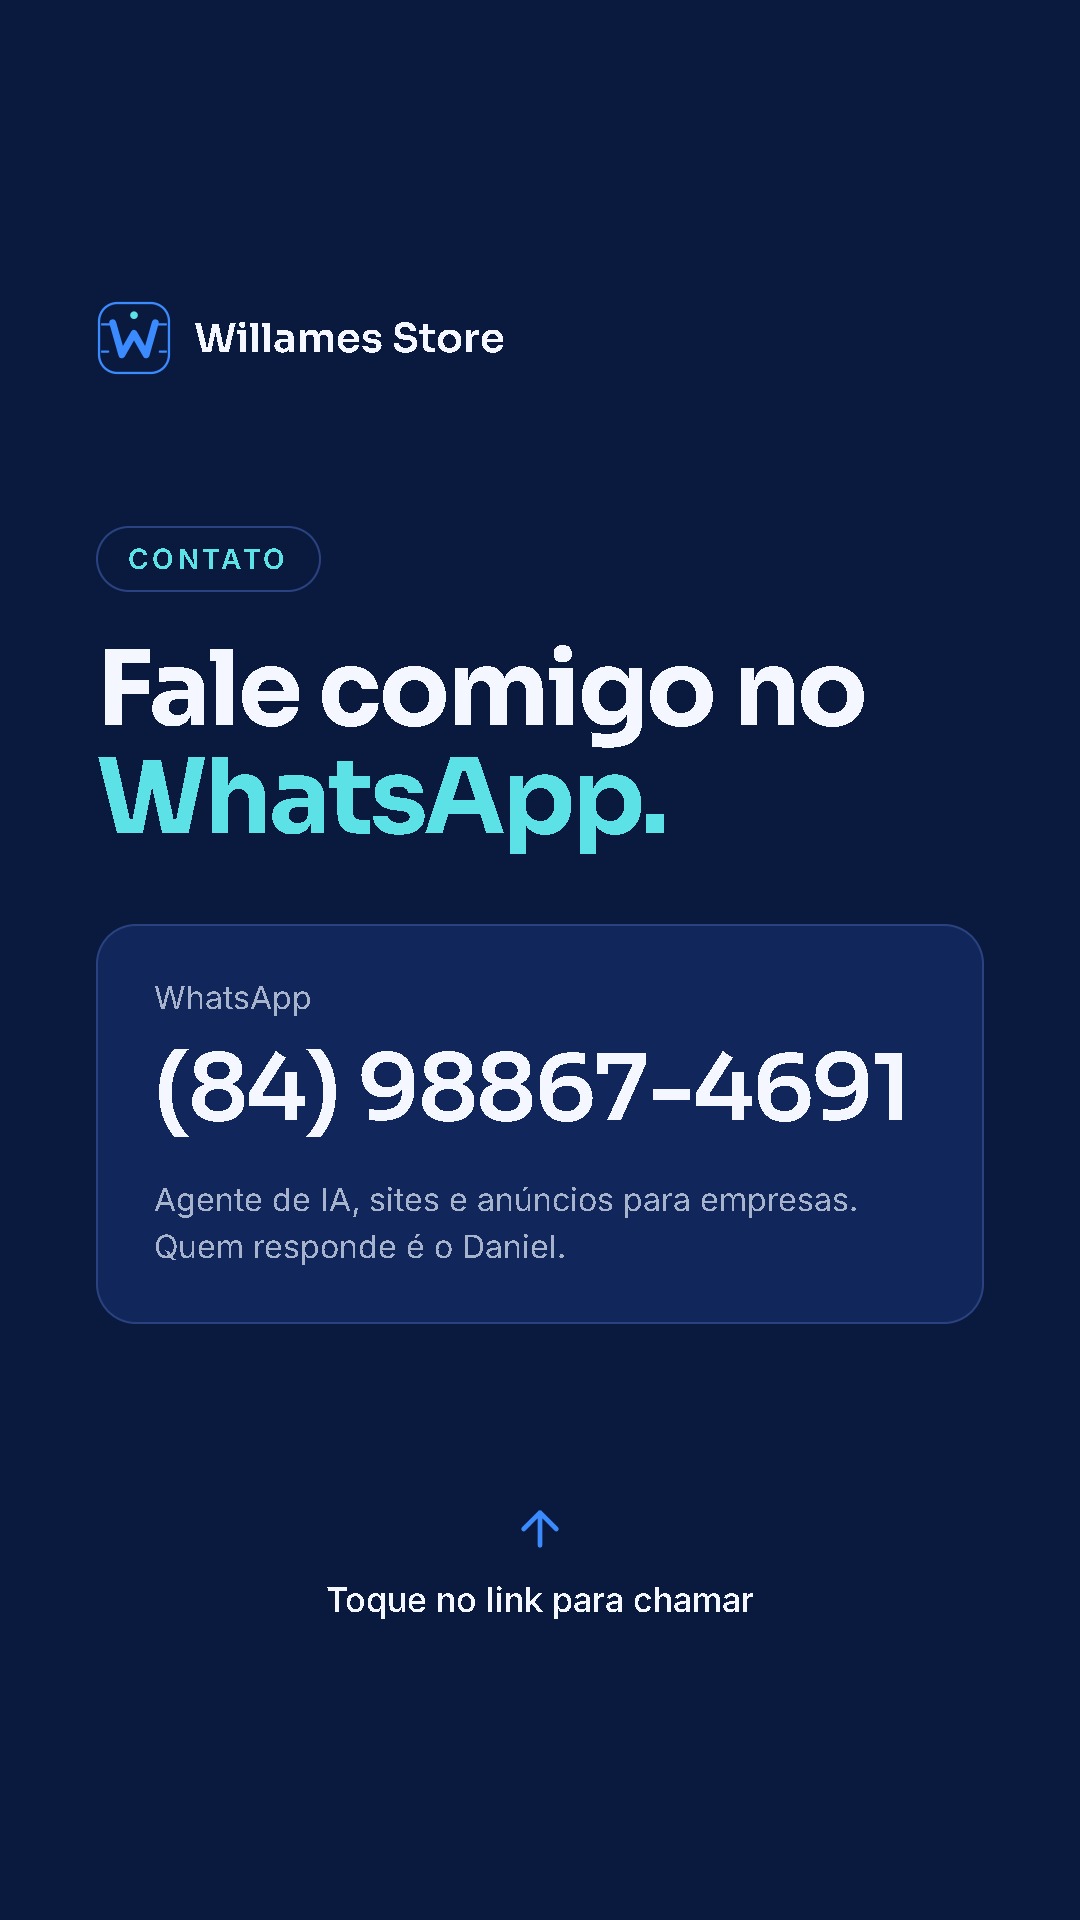 W Willames Store
CONTATO
Fale comigo no
WhatsApp.
WhatsApp
(84) 98867-4691
Agente de IA, sites e anúncios para empresas.
Quem responde é o Daniel.
Toque no link para chamar